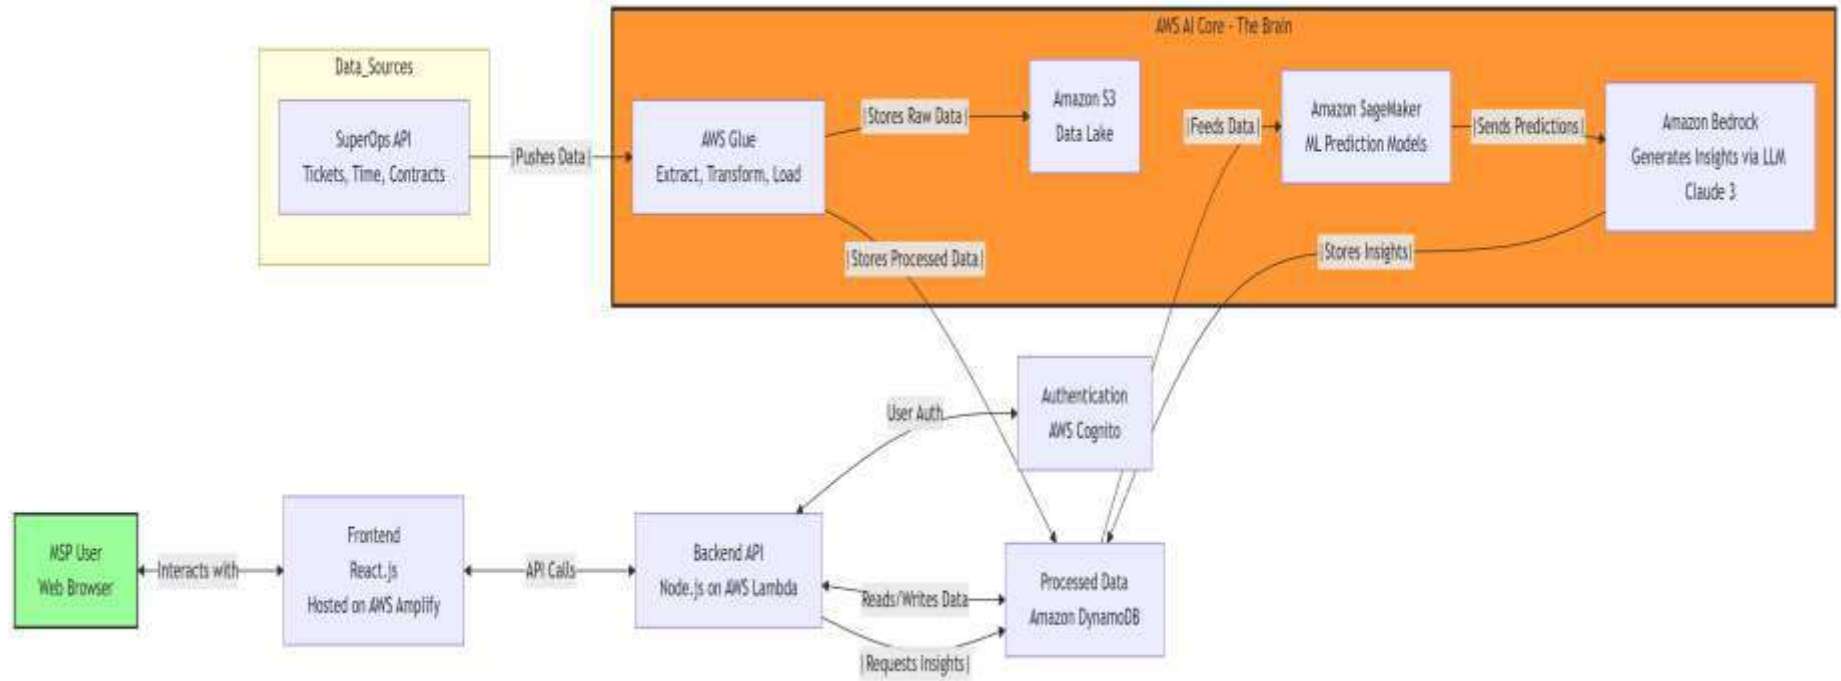 AWS AI Core - The Brain
Data_Sources
SuperOps API
Tickets, Time, Contracts
|Pushes Data|
AWS Glue
Extract, Transform, Load
|Stores Raw Data|
Amazon S3
Data Lake
|Feeds Data|
Amazon SageMaker
ML Prediction Models
|Sends Predictions|
Amazon Bedrock
Generates Insights via LLM
Claude 3
|Stores Processed Data|
|Stores Insights|
User Auth
Authentication
AWS Cognito
MSP User
Web Browser
Interacts with
Frontend
React.js
Hosted on AWS Amplify
API Calls
Backend API
Node.js on AWS Lambda
Reads/Writes Data
|Requests Insights|
Processed Data
Amazon DynamoDB